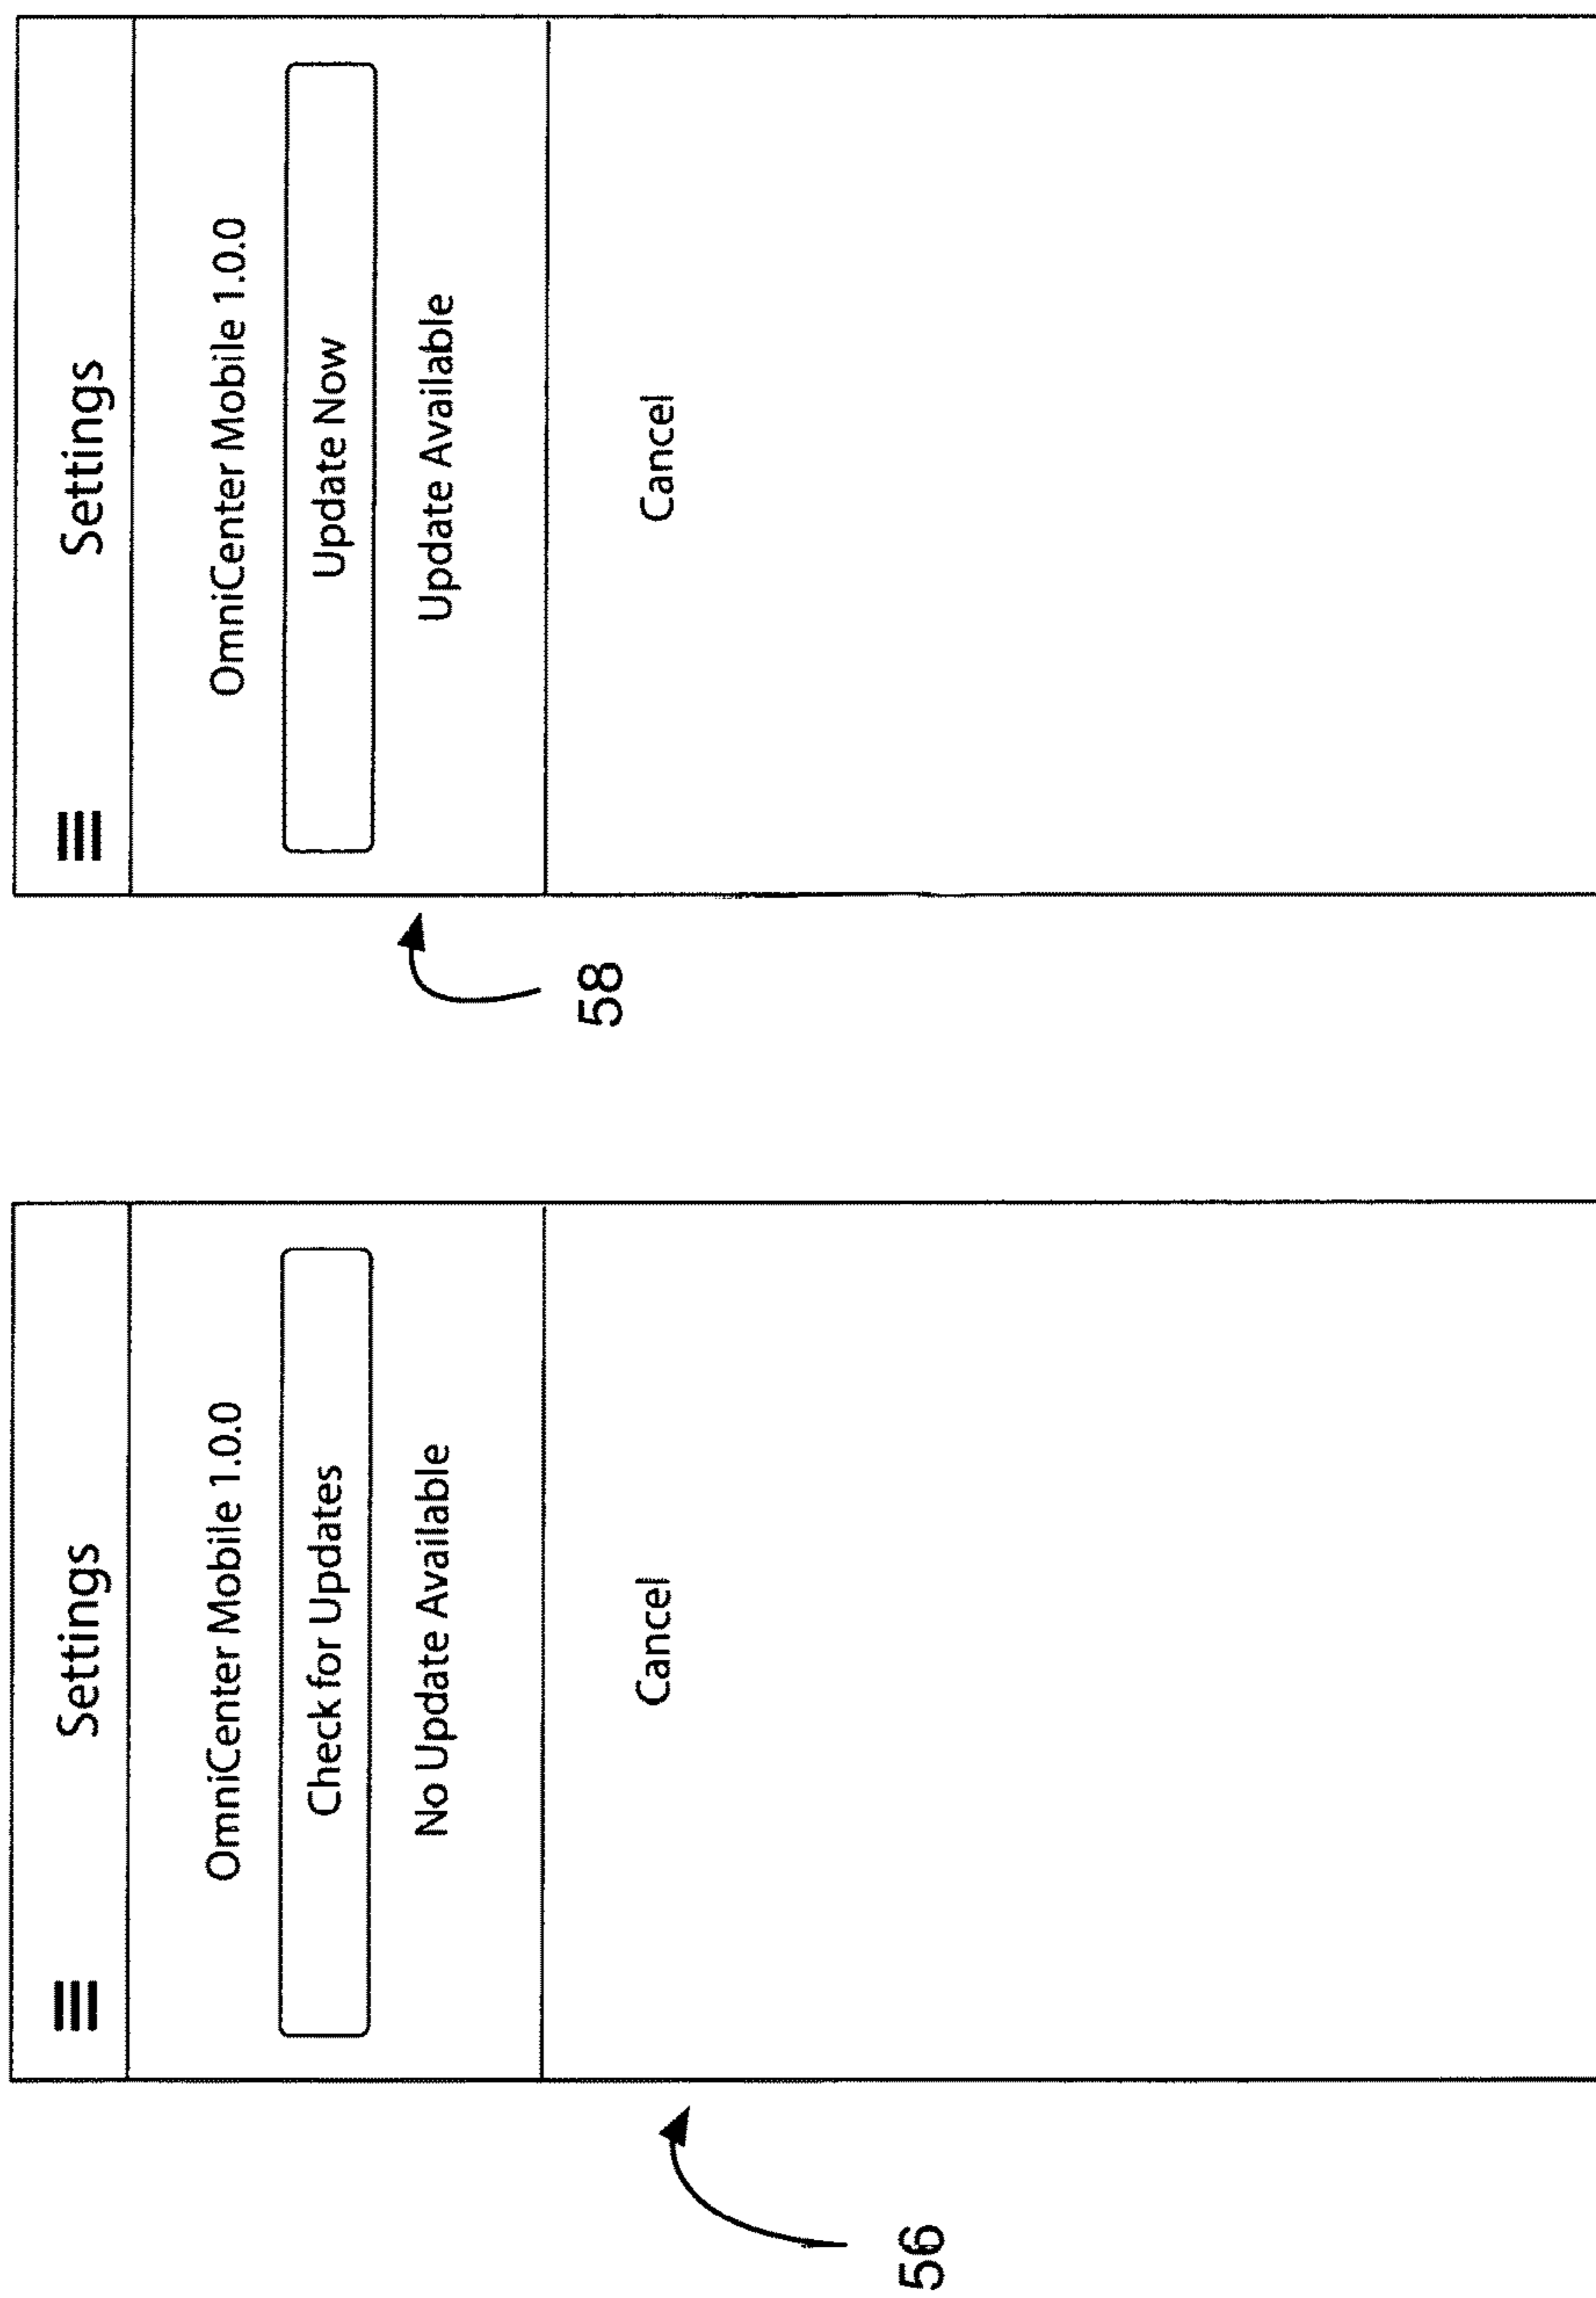 Settings
OmniCenter Mobile 1.0.0
Check for Updates
No Update Available
Cancel
56
Settings
OmniCenter Mobile 1.0.0
Update Now
Update Available
Cancel
58